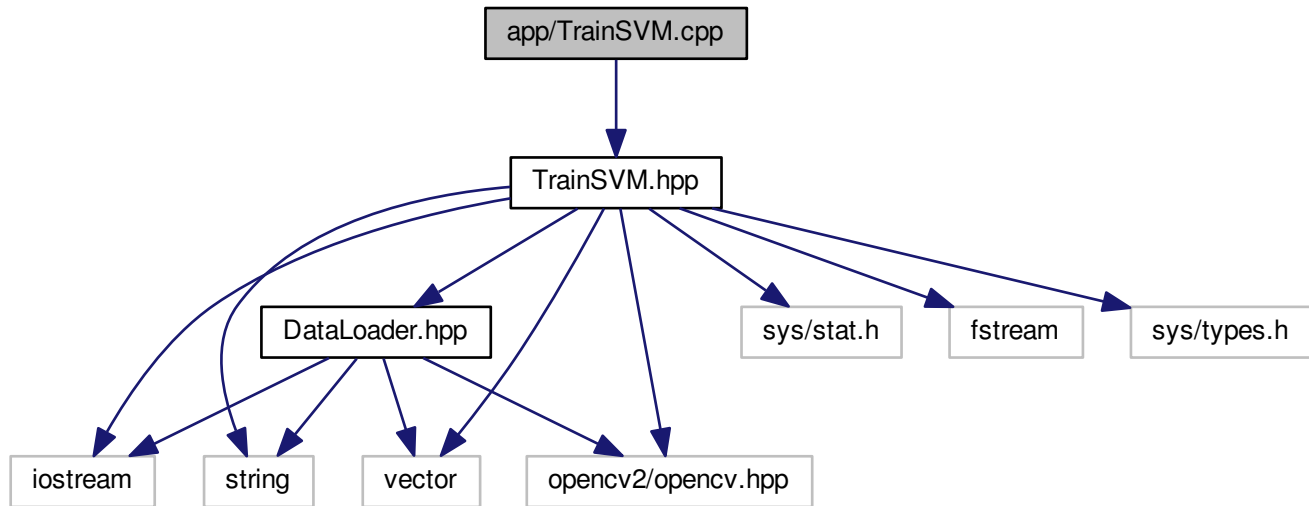 app/TrainSVM.cpp
TrainSVM.hpp
DataLoader.hpp
sys/stat.h
fstream
sys/types.h
iostream
string
vector
opencv2/opencv.hpp